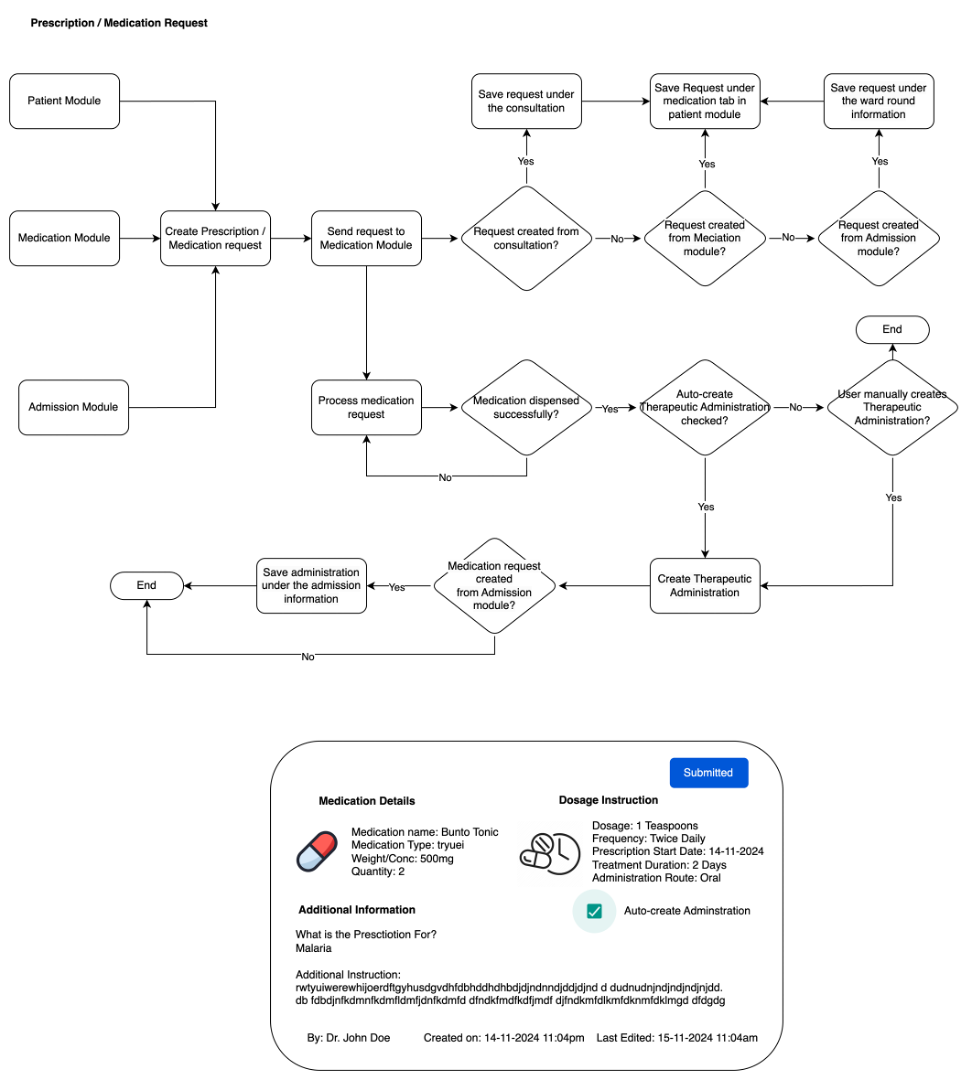 Prescription / Medication Request
Patient Module
Save request under
the consultation
Save Request under
medication tab in
patient module
Save request under
the ward round
information
Yes
Yes
Yes
Medication Module
Create Prescription /
Medication request
Send request to
Medication Module
Request created from
consultation?
No
Request created
from Meciation
module?
No
Request created
from Admission
module?
End
Admission Module
Process medication
request
Medication dispensed
successfully?
Yes
Auto-create
Therapeutic Administration
checked?
No
User manually creates
Therapeutic
Administration?
No
Yes
Yes
End
Save administration
under the admission
information
Yes
Medication request
created
from Admission
module?
Create Therapeutic
Administration
No
Submitted
Medication Details
Medication name: Bunto Tonic
Medication Type: tryuei
Weight/Conc: 500mg
Quantity: 2
Dosage Instruction
Dosage: 1 Teaspoons
Frequency: Twice Daily
Prescription Start Date: 14-11-2024
Treatment Duration: 2 Days
Administration Route: Oral
Auto-create Adminstration
Additional Information
What is the Presctiotion For?
Malaria
Additional Instruction:
rwtyuiwerewhijoerdftgyhusdgvdhfdbhddhdhbdjdjndnndjddjdjnd d dudnudnjndjndjndjnjdd.
db fdbdjnfkdmnfkdmfldmfjdnfkdmfd dfndkfmdfkdfjmdf djfndkmfdlkmfdknmfdklmgd dfdgdg
By: Dr. John Doe
Created on: 14-11-2024 11:04pm
Last Edited: 15-11-2024 11:04am